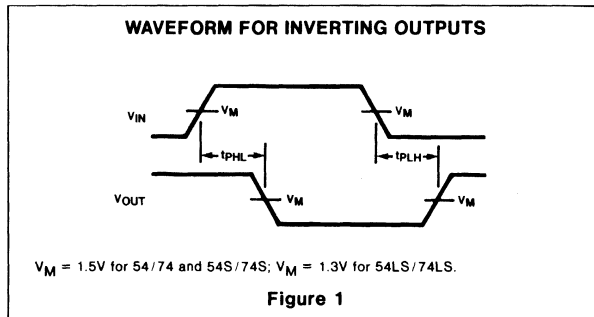 WAVEFORM FOR INVERTING OUTPUTS
VIN
VM
VM
tPHL
tPLH
VOUT
VM
VM
VM = 1.5V for 54/74 and 54S/74S; VM = 1.3V for 54LS/74LS.
Figure 1